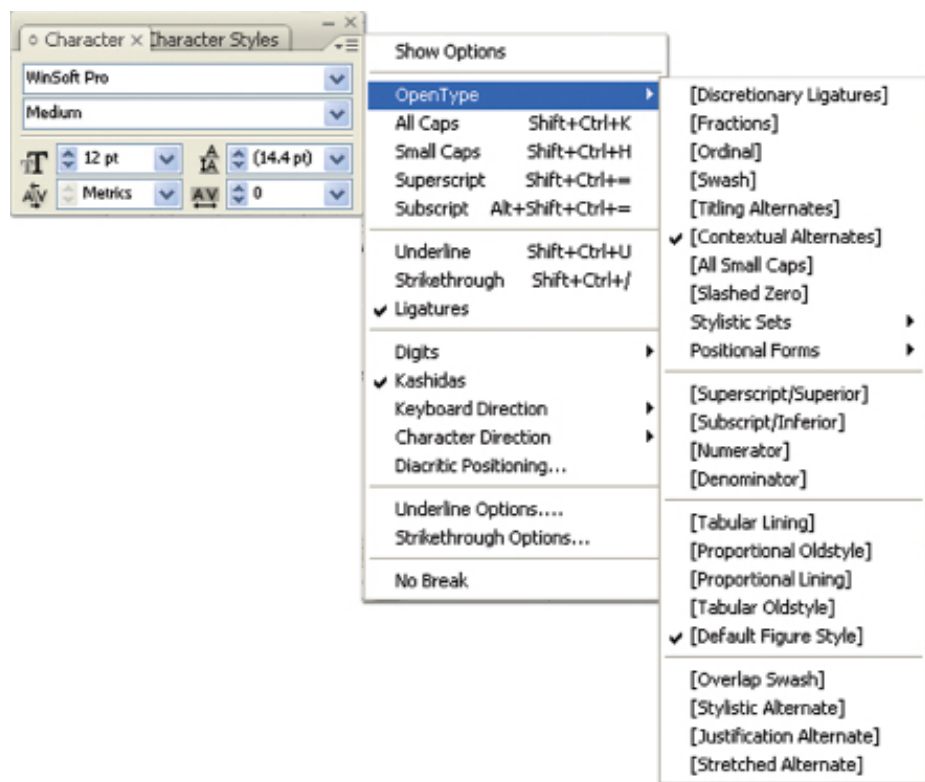 Character × Character Styles
WinSoft Pro
Medium
12 pt (14.4 pt)
Metrics 0
Show Options
OpenType
All Caps Shift+Ctrl+K
Small Caps Shift+Ctrl+H
Superscript Shift+Ctrl+=
Subscript Alt+Shift+Ctrl+=
Underline Shift+Ctrl+U
Strikethrough Shift+Ctrl+/
Ligatures
Digits
Kashidas
Keyboard Direction
Character Direction
Diacritic Positioning...
Underline Options....
Strikethrough Options...
No Break
[Discretionary Ligatures]
[Fractions]
[Ordinal]
[Swash]
[Titling Alternates]
[Contextual Alternates]
[All Small Caps]
[Slashed Zero]
Stylistic Sets
Positional Forms
[Superscript/Superior]
[Subscript/Inferior]
[Numerator]
[Denominator]
[Tabular Lining]
[Proportional Oldstyle]
[Proportional Lining]
[Tabular Oldstyle]
[Default Figure Style]
[Overlap Swash]
[Stylistic Alternate]
[Justification Alternate]
[Stretched Alternate]